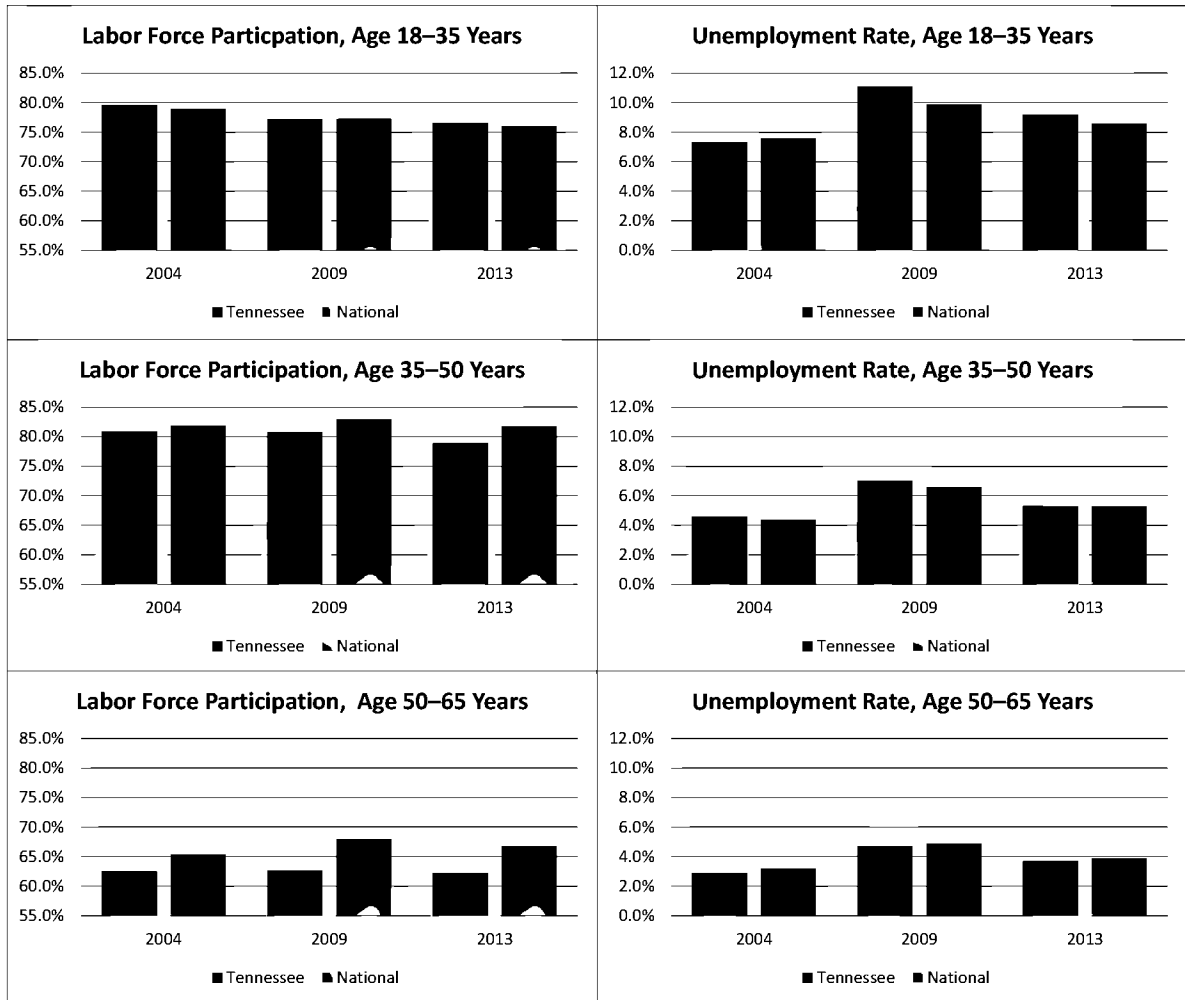 Labor Force Particpation, Age 18–35 Years
85.0%
80.0%
75.0%
70.0%
65.0%
60.0%
55.0%
2004 2009 2013
Tennessee National
Unemployment Rate, Age 18–35 Years
12.0%
10.0%
8.0%
6.0%
4.0%
2.0%
0.0%
2004 2009 2013
Tennessee National
Labor Force Participation, Age 35–50 Years
85.0%
80.0%
75.0%
70.0%
65.0%
60.0%
55.0%
2004 2009 2013
Tennessee National
Unemployment Rate, Age 35–50 Years
12.0%
10.0%
8.0%
6.0%
4.0%
2.0%
0.0%
2004 2009 2013
Tennessee National
Labor Force Participation, Age 50–65 Years
85.0%
80.0%
75.0%
70.0%
65.0%
60.0%
55.0%
2004 2009 2013
Tennessee National
Unemployment Rate, Age 50–65 Years
12.0%
10.0%
8.0%
6.0%
4.0%
2.0%
0.0%
2004 2009 2013
Tennessee National